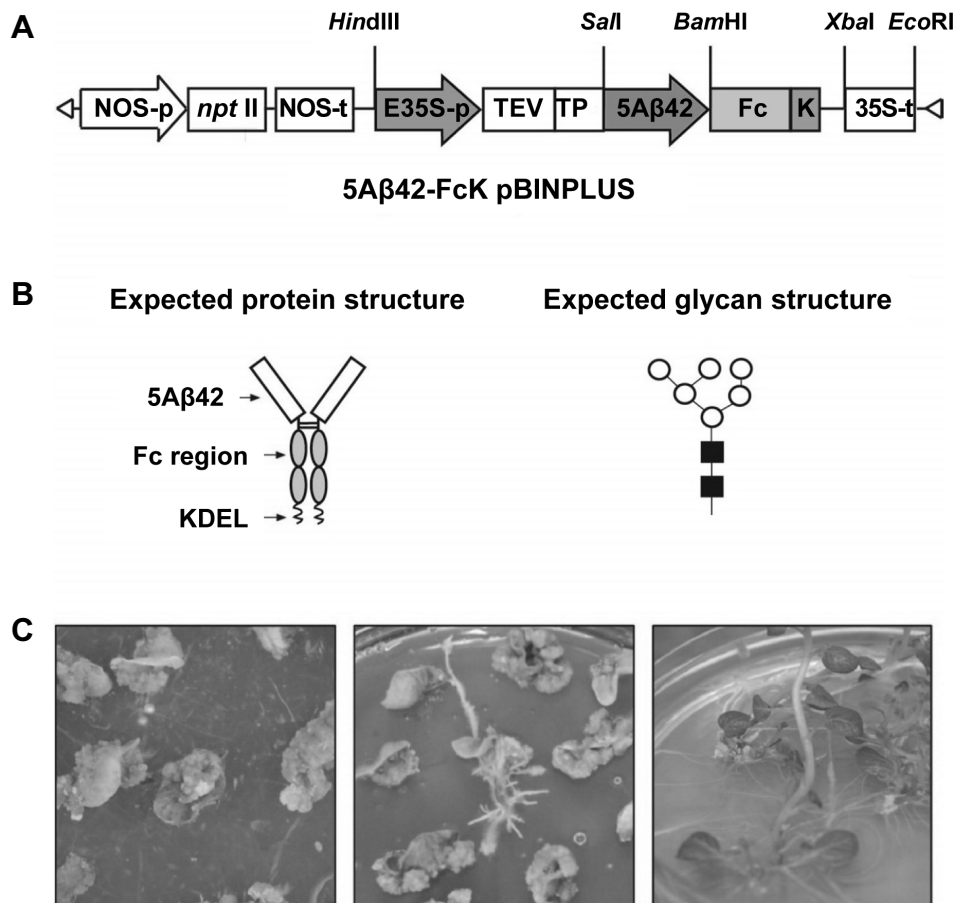 A
HindIII SalI BamHI XbaI EcoRI
NOS-p npt II NOS-t E35S-p TEV TP 5Aβ42 Fc K 35S-t
5Aβ42-FcK pBINPLUS
B
Expected protein structure Expected glycan structure
5Aβ42
Fc region
KDEL
C